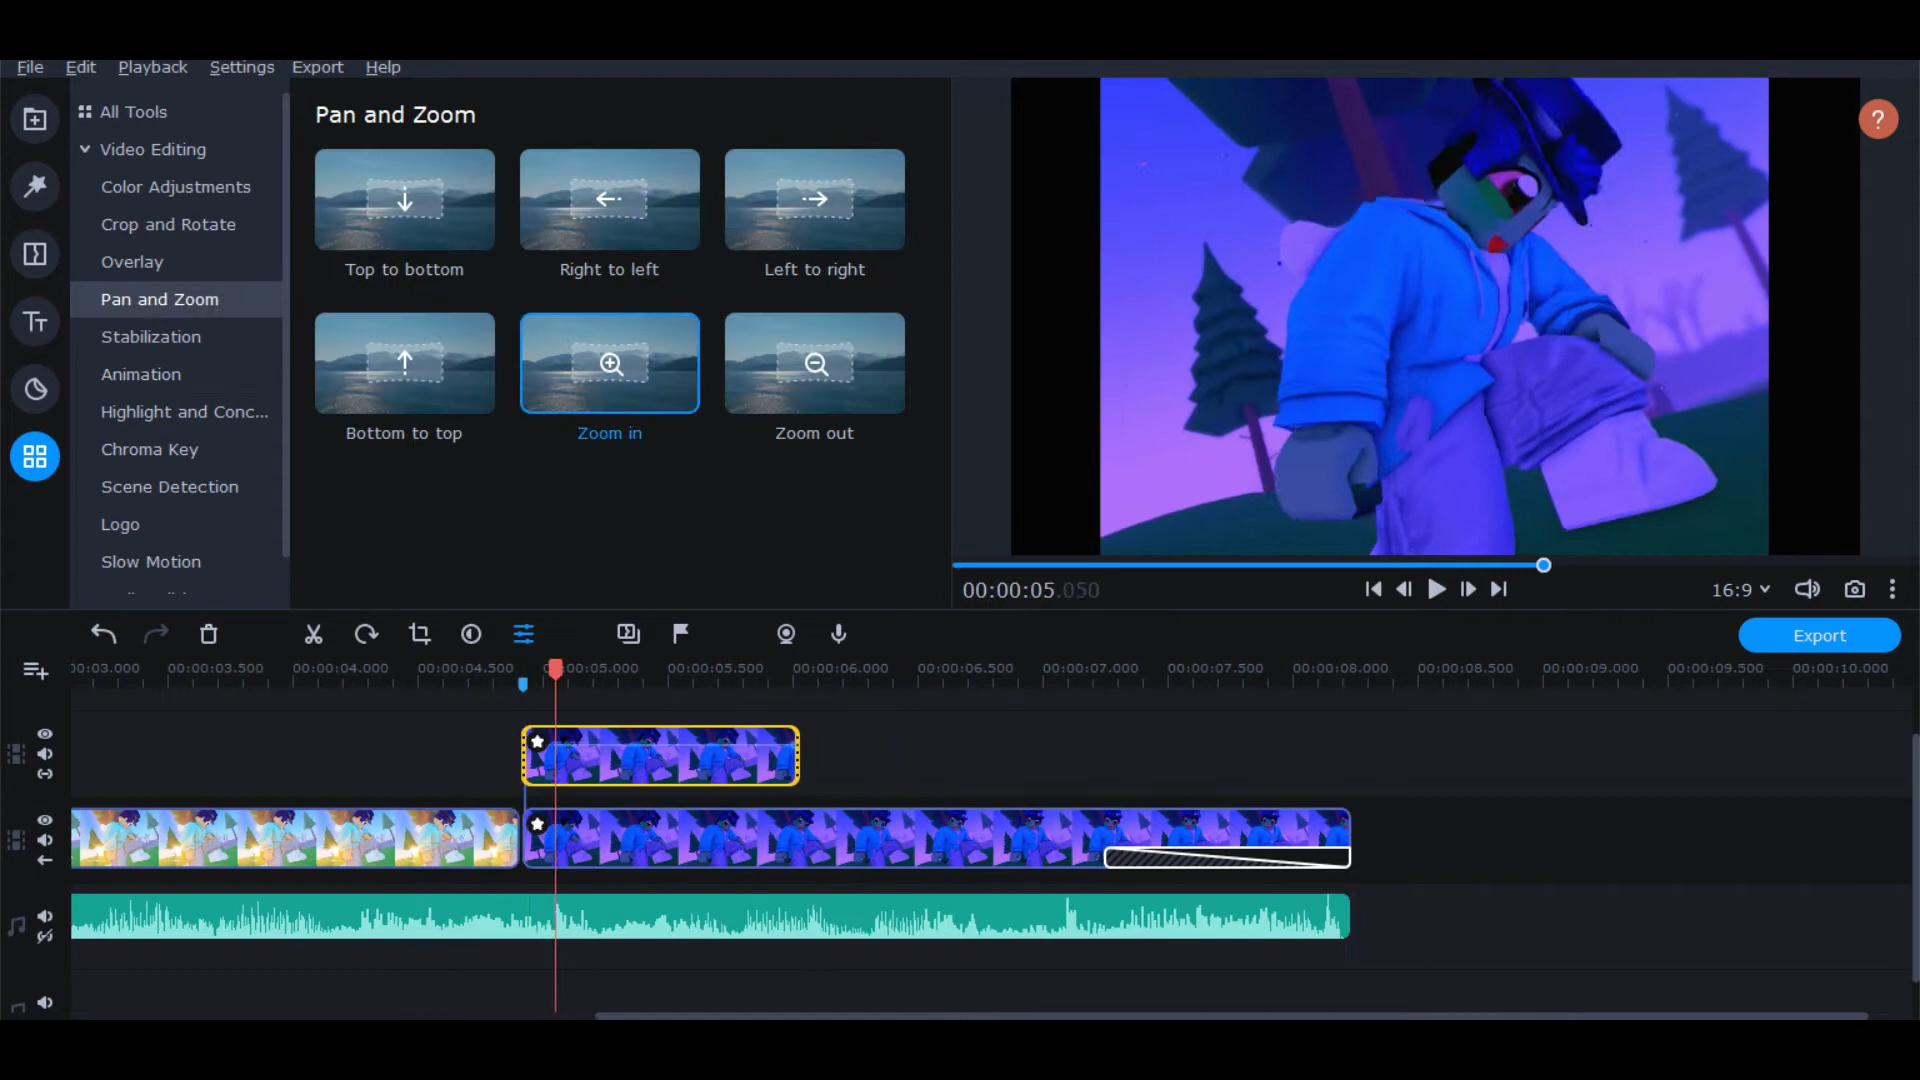 File Edit Playback Settings Export Help
All Tools
Video Editing
Color Adjustments
Crop and Rotate
Overlay
Pan and Zoom
Stabilization
Animation
Highlight and Conc...
Chroma Key
Scene Detection
Logo
Slow Motion
Pan and Zoom
Top to bottom
Right to left
Left to right
Bottom to top
Zoom in
Zoom out
?
00:00:05.050
16:9
Export
00:03.000 00:00:03.500 00:00:04.000 00:00:04.500 00:00:05.000 00:00:05.500 00:00:06.000 00:00:06.500 00:00:07.000 00:00:07.500 00:00:08.000 00:00:08.500 00:00:09.000 00:00:09.500 00:00:10.000